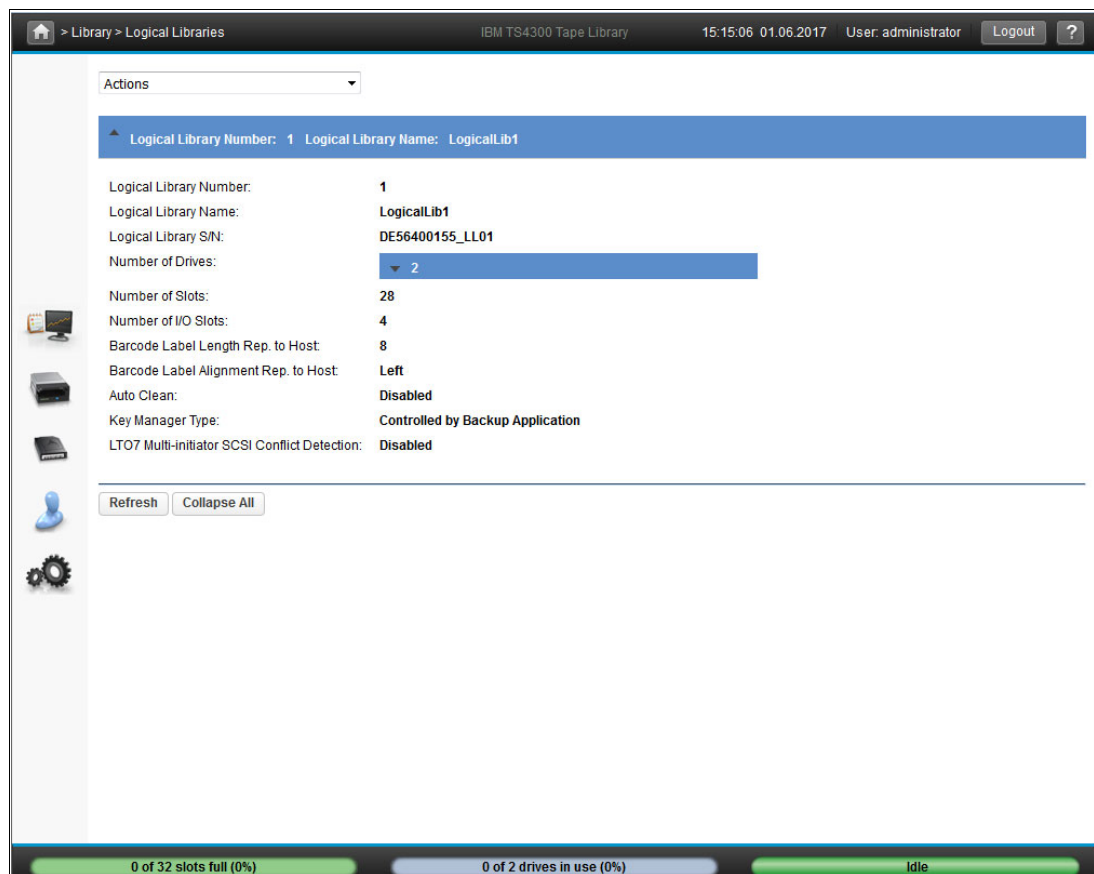 > Library > Logical Libraries IBM TS4300 Tape Library 15:15:06 01.06.2017 User: administrator Logout ?
Actions
Logical Library Number: 1 Logical Library Name: LogicalLib1
Logical Library Number: 1
Logical Library Name: LogicalLib1
Logical Library S/N: DE56400155_LL01
Number of Drives: 2
Number of Slots: 28
Number of I/O Slots: 4
Barcode Label Length Rep. to Host: 8
Barcode Label Alignment Rep. to Host: Left
Auto Clean: Disabled
Key Manager Type: Controlled by Backup Application
LTO7 Multi-initiator SCSI Conflict Detection: Disabled
Refresh Collapse All
0 of 32 slots full (0%) 0 of 2 drives in use (0%) Idle